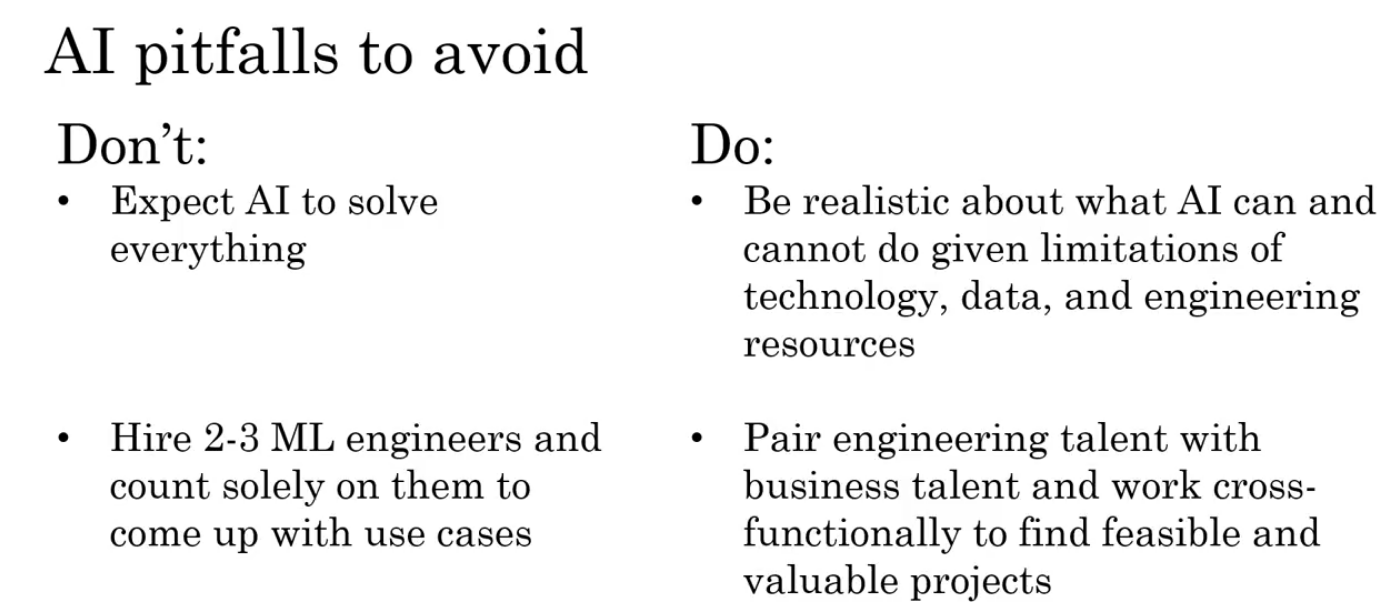 AI pitfalls to avoid
Don't:
• Expect AI to solve
everything
• Hire 2-3 ML engineers and
count solely on them to
come up with use cases
Do:
• Be realistic about what AI can and
cannot do given limitations of
technology, data, and engineering
resources
• Pair engineering talent with
business talent and work cross-
functionally to find feasible and
valuable projects